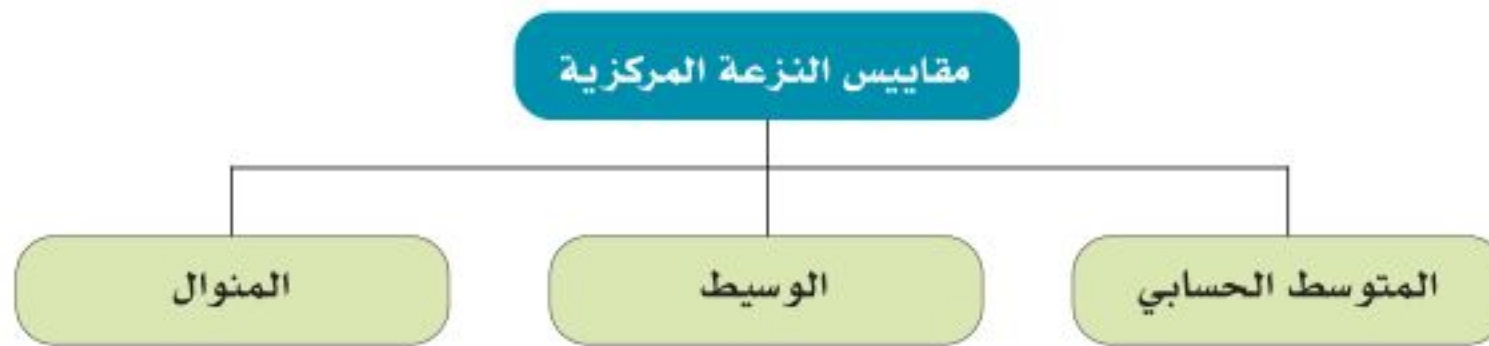 مقاييس النزعة المركزية
المتوسط الحسابي
الوسيط
المنوال